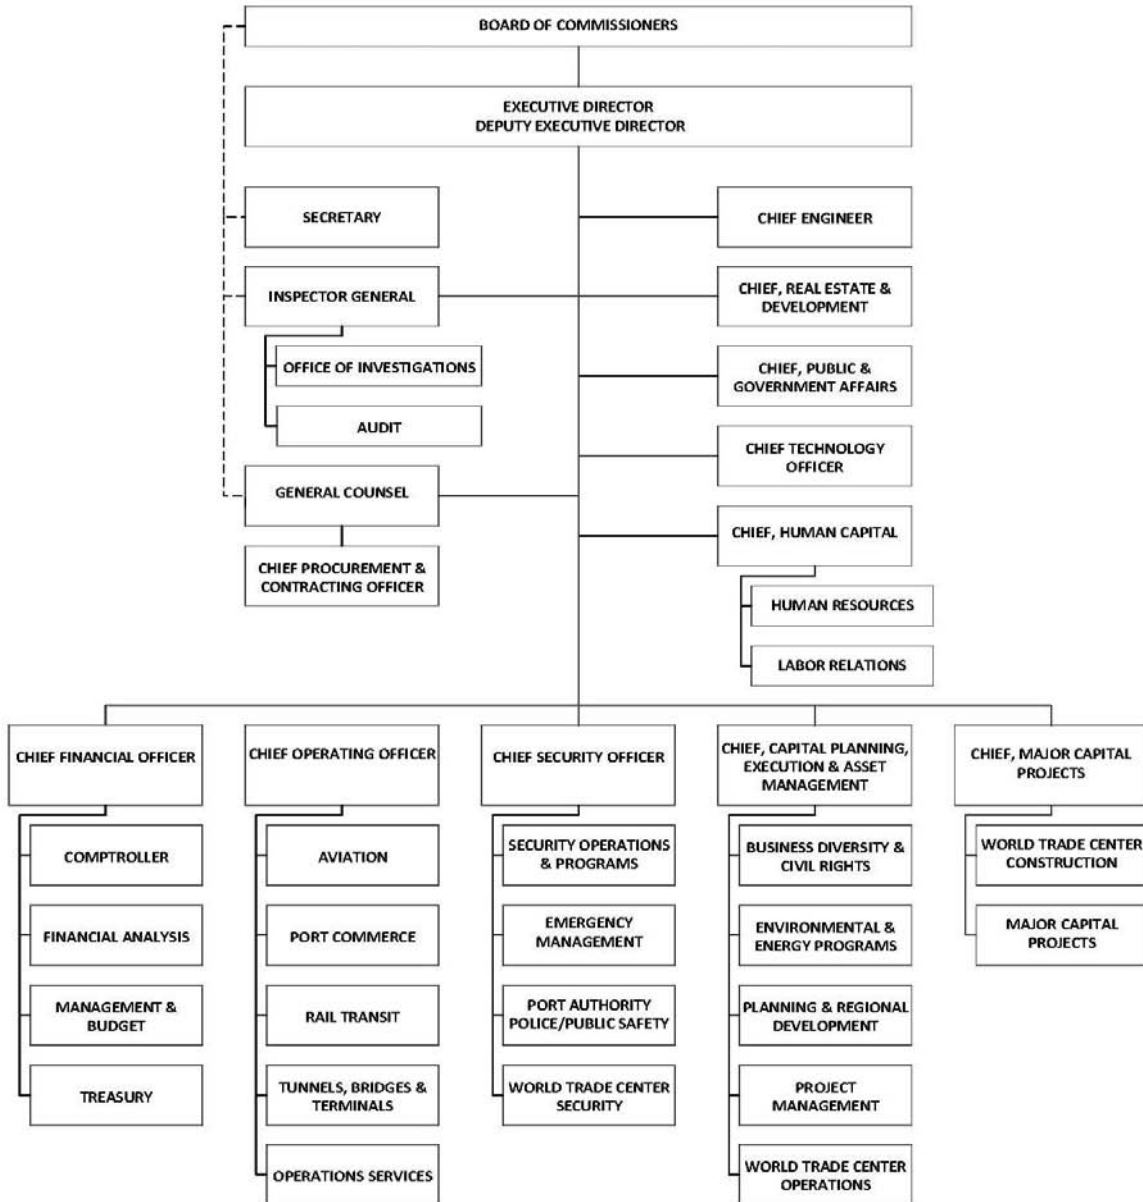 BOARD OF COMMISSIONERS
EXECUTIVE DIRECTOR
DEPUTY EXECUTIVE DIRECTOR
SECRETARY
CHIEF ENGINEER
INSPECTOR GENERAL
CHIEF, REAL ESTATE &
DEVELOPMENT
OFFICE OF INVESTIGATIONS
CHIEF, PUBLIC &
GOVERNMENT AFFAIRS
AUDIT
CHIEF TECHNOLOGY
OFFICER
GENERAL COUNSEL
CHIEF, HUMAN CAPITAL
CHIEF PROCUREMENT &
CONTRACTING OFFICER
HUMAN RESOURCES
LABOR RELATIONS
CHIEF FINANCIAL OFFICER
COMPTROLLER
FINANCIAL ANALYSIS
MANAGEMENT &
BUDGET
TREASURY
CHIEF OPERATING OFFICER
AVIATION
PORT COMMERCE
RAIL TRANSIT
TUNNELS, BRIDGES &
TERMINALS
OPERATIONS SERVICES
CHIEF SECURITY OFFICER
SECURITY OPERATIONS
& PROGRAMS
EMERGENCY
MANAGEMENT
PORT AUTHORITY
POLICE/PUBLIC SAFETY
WORLD TRADE CENTER
SECURITY
CHIEF, CAPITAL PLANNING,
EXECUTION & ASSET
MANAGEMENT
BUSINESS DIVERSITY &
CIVIL RIGHTS
ENVIRONMENTAL &
ENERGY PROGRAMS
PLANNING & REGIONAL
DEVELOPMENT
PROJECT
MANAGEMENT
WORLD TRADE CENTER
OPERATIONS
CHIEF, MAJOR CAPITAL
PROJECTS
WORLD TRADE CENTER
CONSTRUCTION
MAJOR CAPITAL
PROJECTS